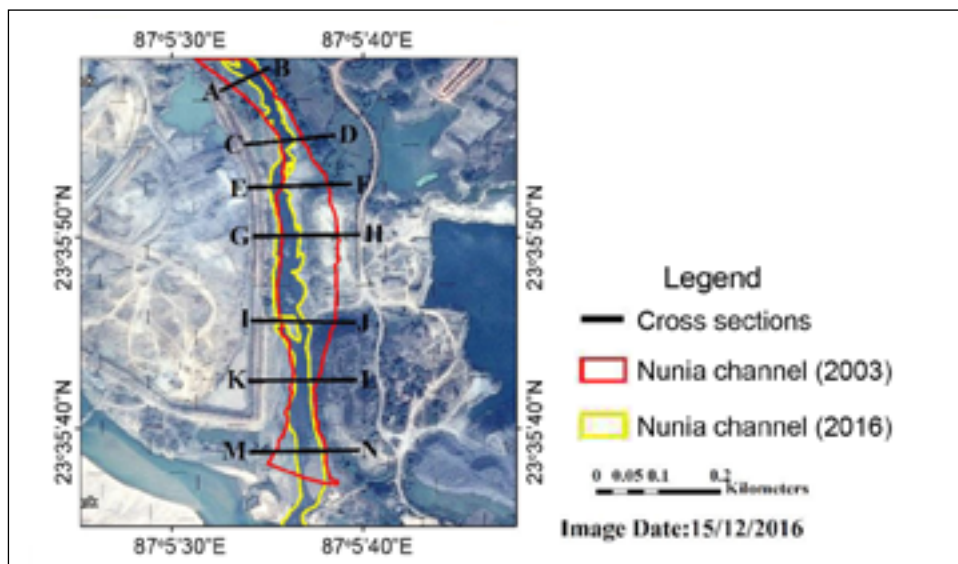 87°5'30"E 87°5'40"E
B
A
C D
E F
G H
23°35'50"N 23°35'50"N
I J
K L
23°35'40"N 23°35'40"N
M N
87°5'30"E 87°5'40"E
Legend
Cross sections
Nunia channel (2003)
Nunia channel (2016)
0 0.05 0.1 0.2
Kilometers
Image Date:15/12/2016